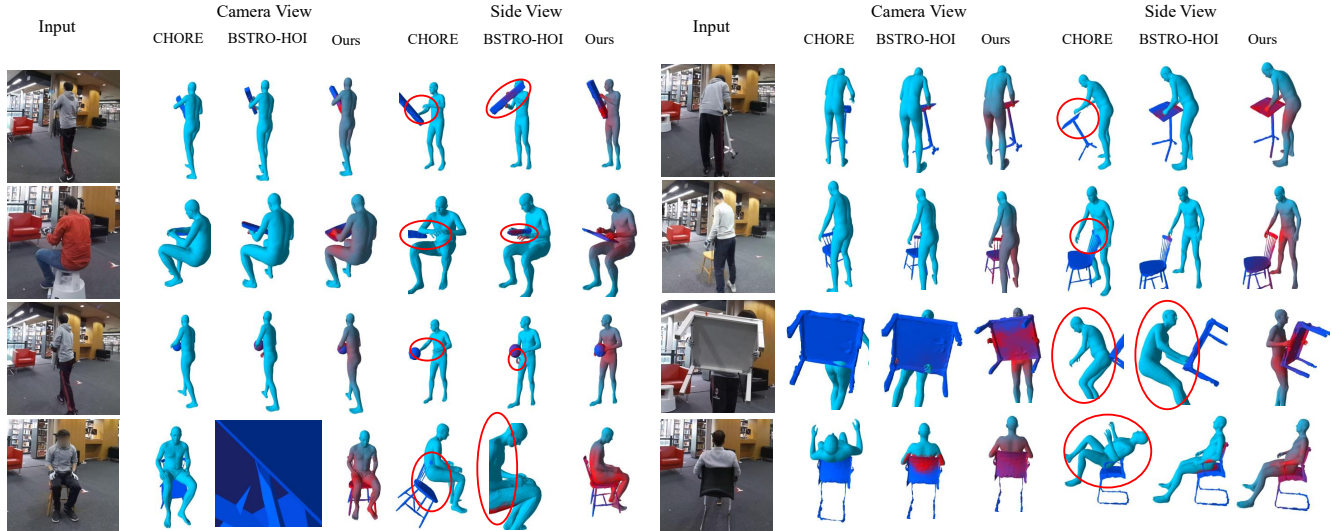 Input Camera View Side View Input Camera View Side View
CHORE BSTRO-HOI Ours CHORE BSTRO-HOI Ours CHORE BSTRO-HOI Ours CHORE BSTRO-HOI Ours